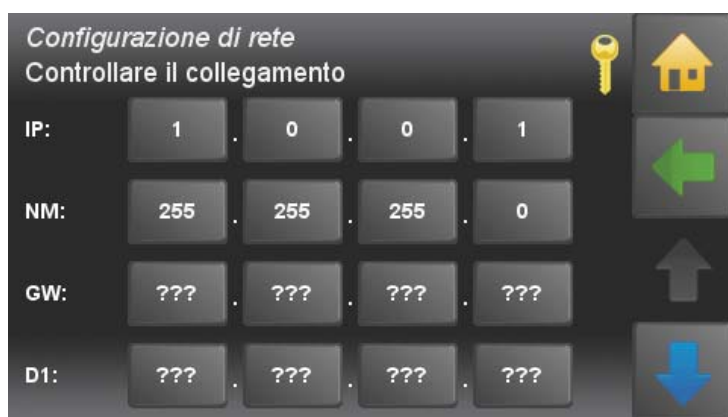 Configurazione di rete
Controllare il collegamento
IP: 1 . 0 . 0 . 1
NM: 255 . 255 . 255 . 0
GW: ??? . ??? . ??? . ???
D1: ??? . ??? . ??? . ???